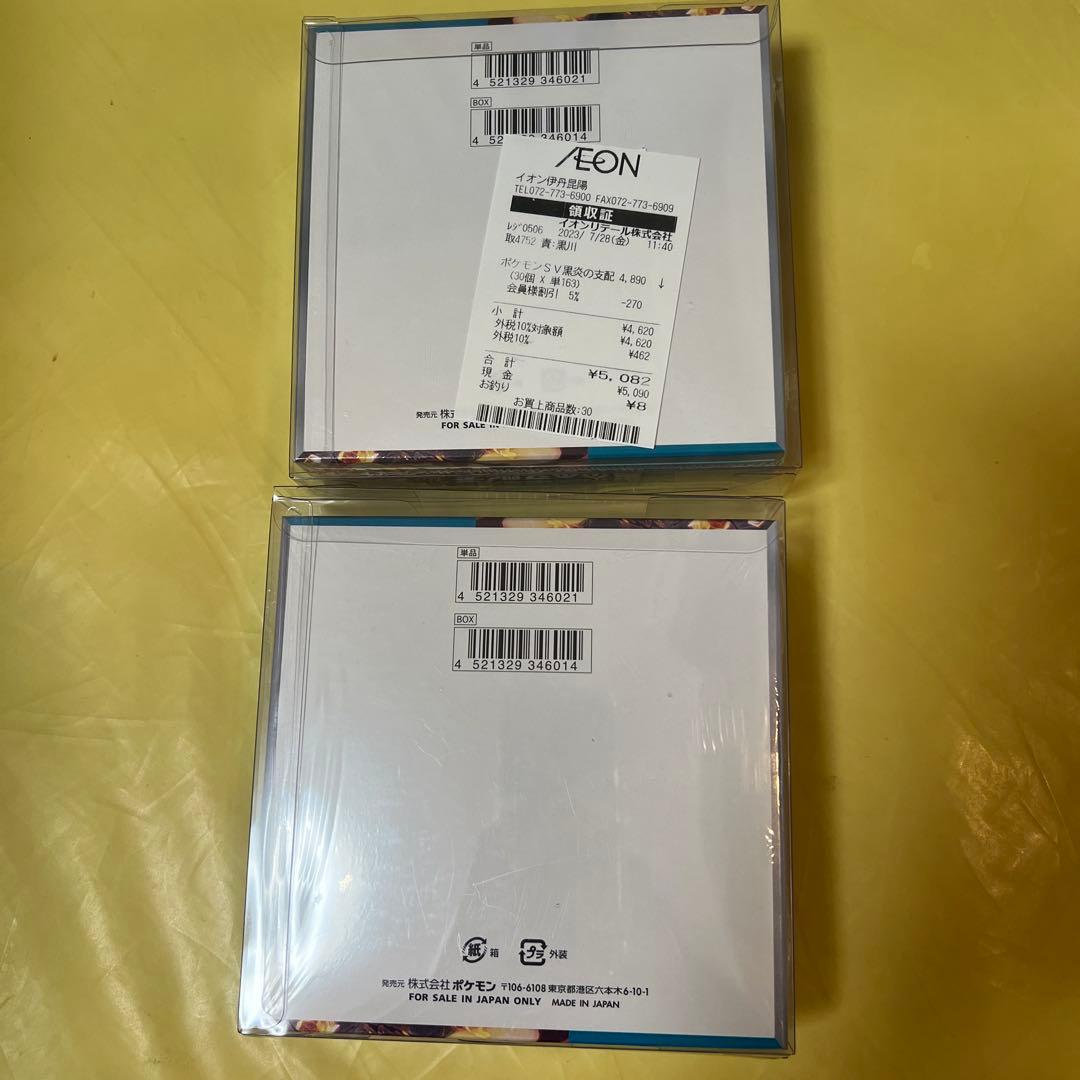 単品
4 521329 346021
BOX
4 52 346014
ÆON
イオン伊丹昆陽
TEL072-773-6900 FAX072-773-6909
領収証
イオンリテール株式会社
ﾚｼﾞ0506 2023/ 7/28(金) 11:40
取4752 責:黒川
ポケモンSV黒炎の支配 4,890 ↓
(30個 X 単163)
会員様割引 5% -270
小 計 ¥4,620
外税10%対象額 ¥4,620
外税10% ¥462
合 計 ¥5,082
現 金 ¥5,090
お釣り ¥8
お買上商品数:30
発売元 株式
FOR SALE IN
単品
4 521329 346021
BOX
4 521329 346014
紙 箱 プラ 外装
発売元 株式会社 ポケモン 〒106-6108 東京都港区六本木6-10-1
FOR SALE IN JAPAN ONLY MADE IN JAPAN